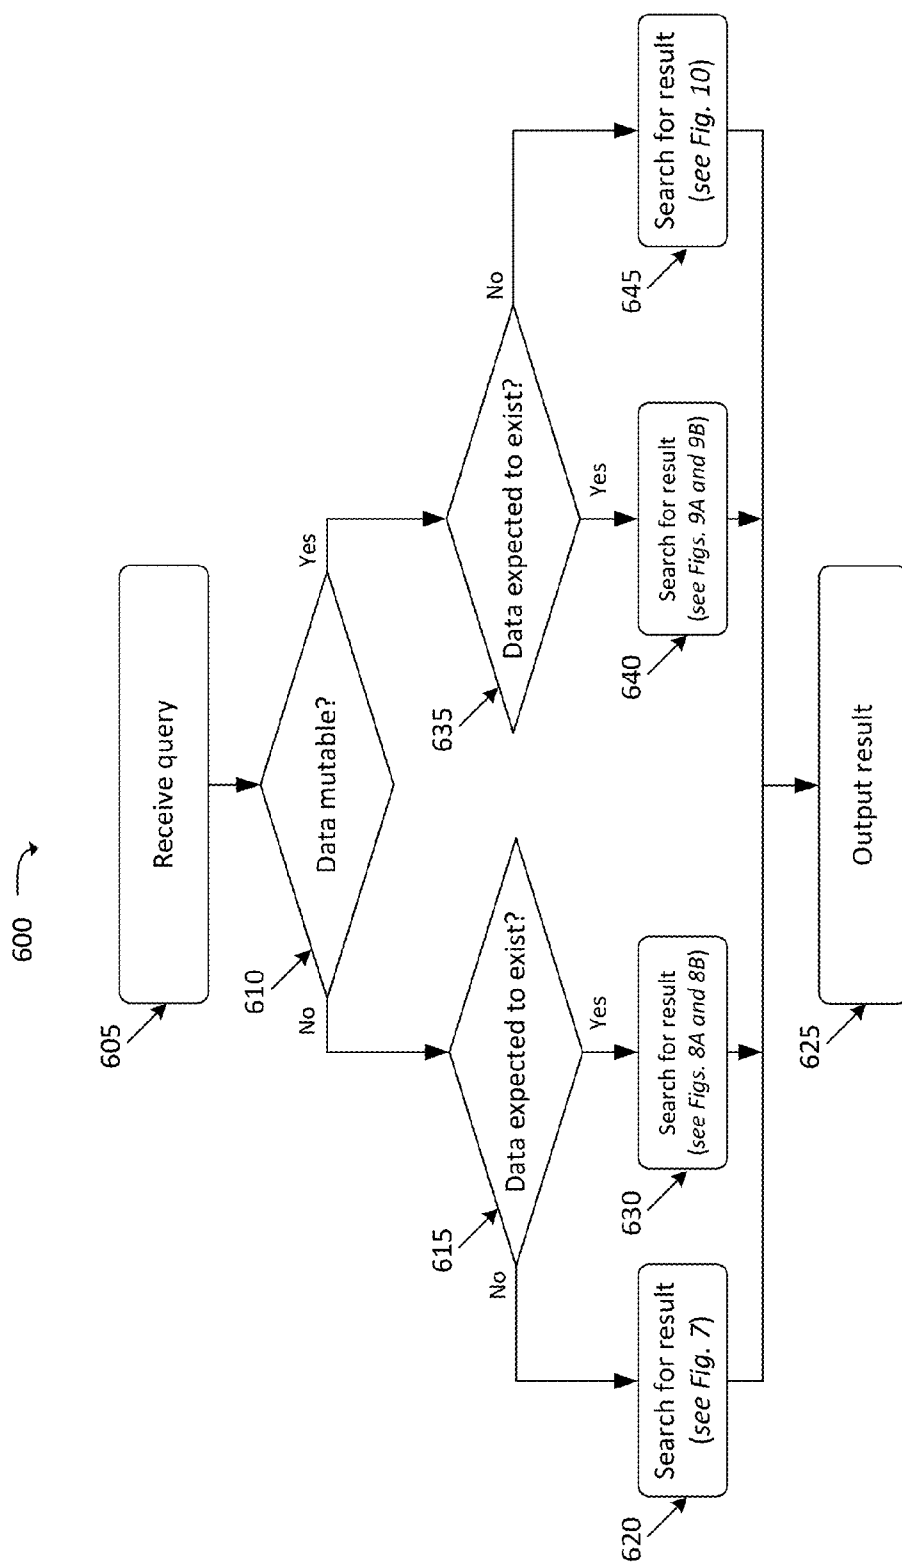 600
605
Receive query
610
Data mutable?
No
Yes
615
Data expected to exist?
No
Yes
635
Data expected to exist?
Yes
No
620
Search for result
(see Fig. 7)
630
Search for result
(see Figs. 8A and 8B)
640
Search for result
(see Figs. 9A and 9B)
645
Search for result
(see Fig. 10)
625
Output result